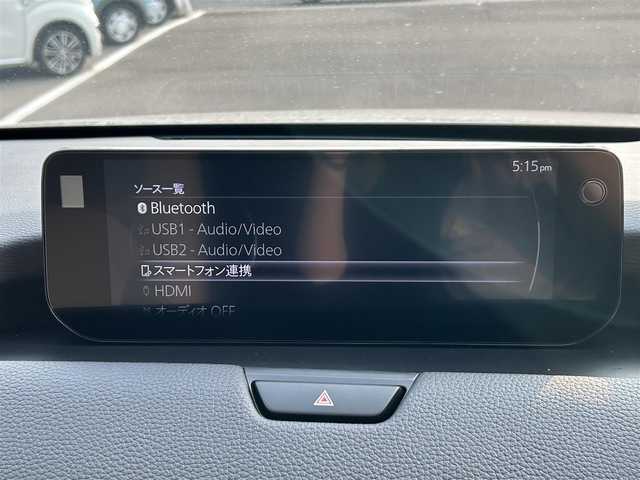 5:15pm
ソース一覧
Bluetooth
USB1 - Audio/Video
USB2 - Audio/Video
スマートフォン連携
HDMI
オーディオ OFF